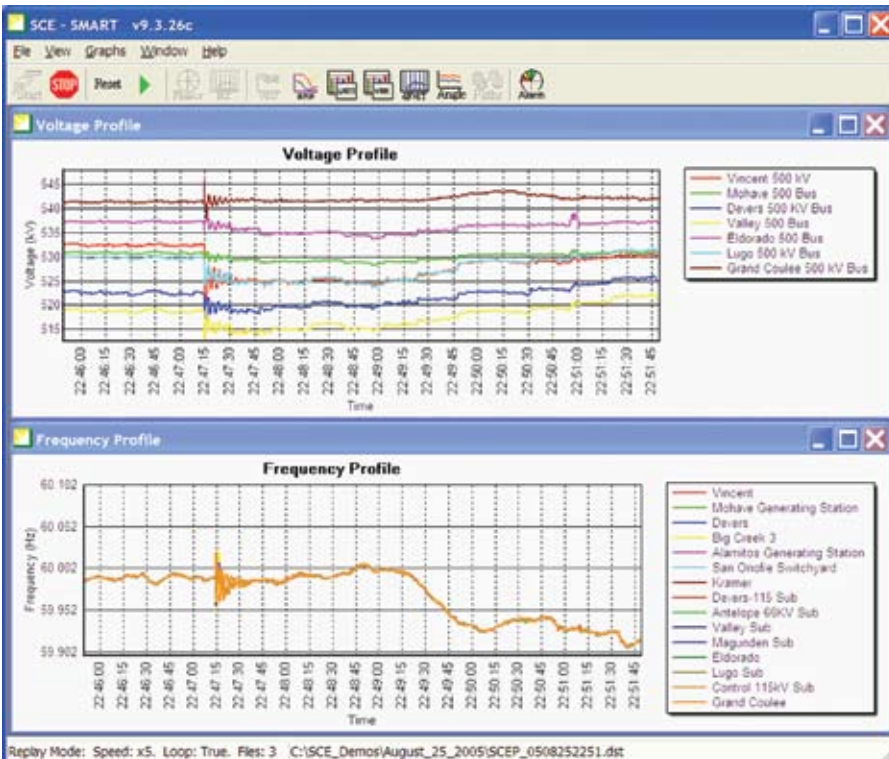 SCE - SMART v9.3.26c
File View Graphs Window Help
Start STOP Reset Angle Paths Alarm
Voltage Profile
Voltage Profile
Voltage (kV)
545
540
535
530
525
520
515
22:46:00 22:46:15 22:46:30 22:46:45 22:47:00 22:47:15 22:47:30 22:47:45 22:48:00 22:48:15 22:48:30 22:48:45 22:49:00 22:49:15 22:49:30 22:49:45 22:50:00 22:50:15 22:50:30 22:50:45 22:51:00 22:51:15 22:51:30 22:51:45
Time
Vincent 500 kV
Mohave 500 Bus
Devers 500 KV Bus
Valley 500 Bus
Eldorado 500 Bus
Lugo 500 kV Bus
Grand Coulee 500 kV Bus
Frequency Profile
Frequency Profile
Frequency (Hz)
60.102
60.052
60.002
59.952
59.902
22:46:00 22:46:15 22:46:30 22:46:45 22:47:00 22:47:15 22:47:30 22:47:45 22:48:00 22:48:15 22:48:30 22:48:45 22:49:00 22:49:15 22:49:30 22:49:45 22:50:00 22:50:15 22:50:30 22:50:45 22:51:00 22:51:15 22:51:30 22:51:45
Time
Vincent
Mohave Generating Station
Devers
Big Creek 3
Alamitos Generating Station
San Onofre Switchyard
Kramer
Devers-115 Sub
Antelope 66KV Sub
Valley Sub
Magunden Sub
Eldorado
Lugo Sub
Control 115kV Sub
Grand Coulee
Replay Mode: Speed: x5. Loop: True. Files: 3 C:\SCE_Demos\August_25_2005\SCEP_0508252251.dst